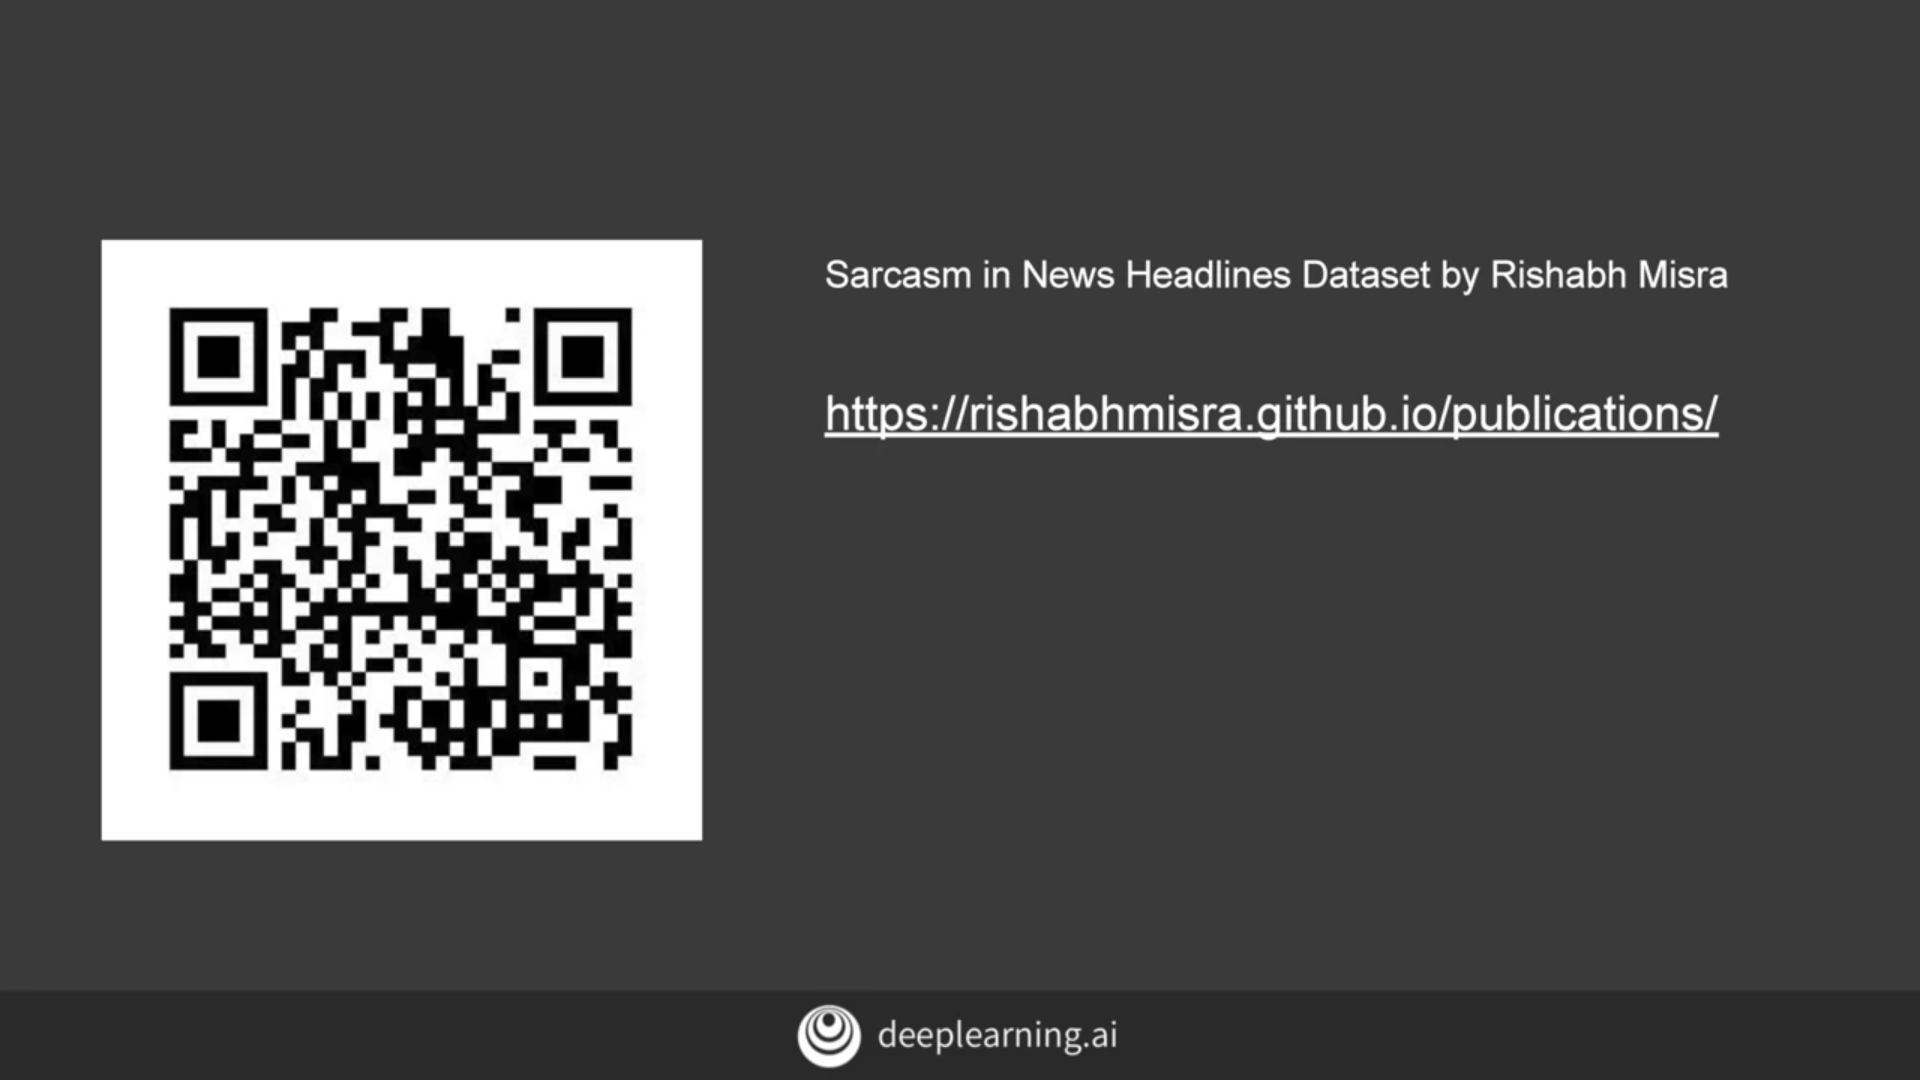 Sarcasm in News Headlines Dataset by Rishabh Misra
https://rishabhmisra.github.io/publications/
deeplearning.ai